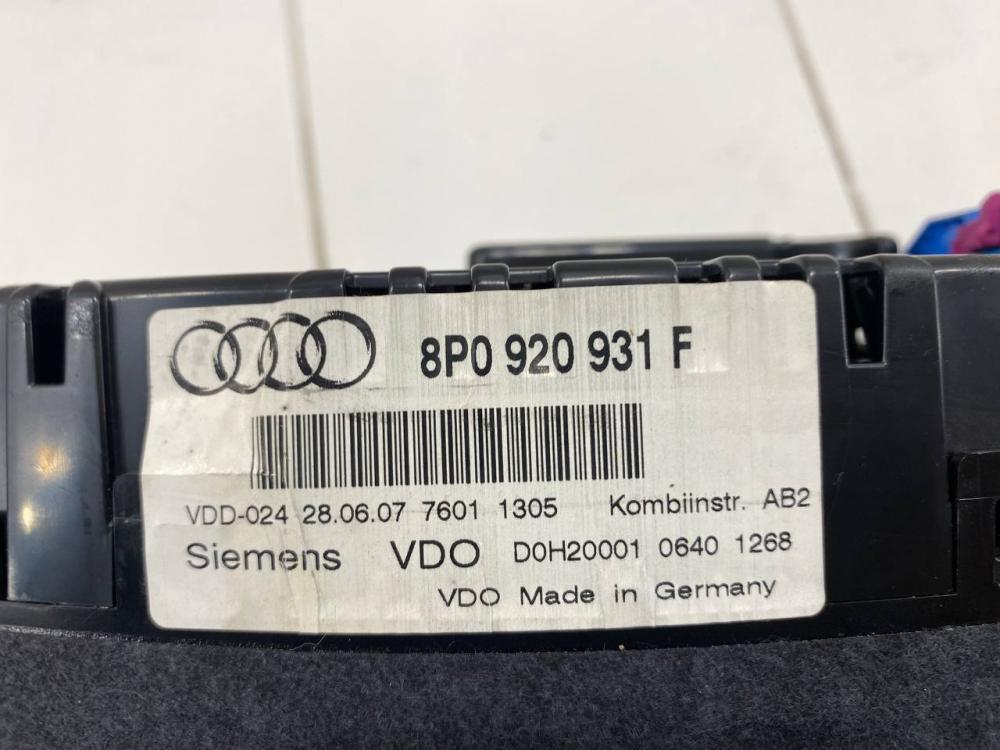 8P0 920 931 F
VDD-024 28.06.07 7601 1305 Kombiinstr. AB2
Siemens VDO D0H20001 0640 1268
VDO Made in Germany